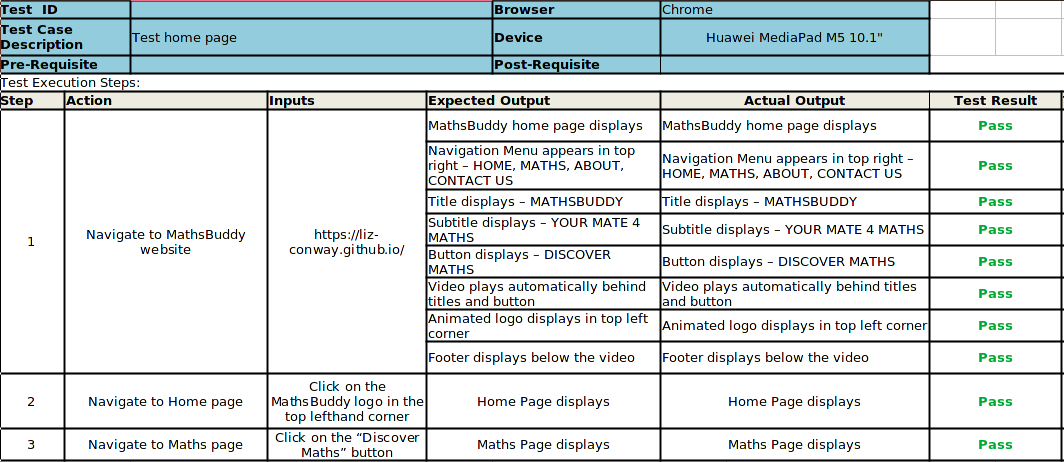 Test  ID
Browser
Chrome
Test Case
Description
Test home page
Device
Huawei MediaPad M5 10.1"
Pre-Requisite
Post-Requisite
Test Execution Steps:
Step
Action
Inputs
Expected Output
Actual Output
Test Result
1
Navigate to MathsBuddy
website
https://liz-
conway.github.io/
MathsBuddy home page displays
MathsBuddy home page displays
Pass
Navigation Menu appears in top
right – HOME, MATHS, ABOUT,
CONTACT US
Navigation Menu appears in top right –
HOME, MATHS, ABOUT, CONTACT US
Pass
Title displays – MATHSBUDDY
Title displays – MATHSBUDDY
Pass
Subtitle displays – YOUR MATE 4
MATHS
Subtitle displays – YOUR MATE 4 MATHS
Pass
Button displays – DISCOVER
MATHS
Button displays – DISCOVER MATHS
Pass
Video plays automatically behind
titles and button
Video plays automatically behind titles
and button
Pass
Animated logo displays in top left
corner
Animated logo displays in top left corner
Pass
Footer displays below the video
Footer displays below the video
Pass
2
Navigate to Home page
Click on the
MathsBuddy logo in the
top lefthand corner
Home Page displays
Home Page displays
Pass
3
Navigate to Maths page
Click on the “Discover
Maths” button
Maths Page displays
Maths Page displays
Pass